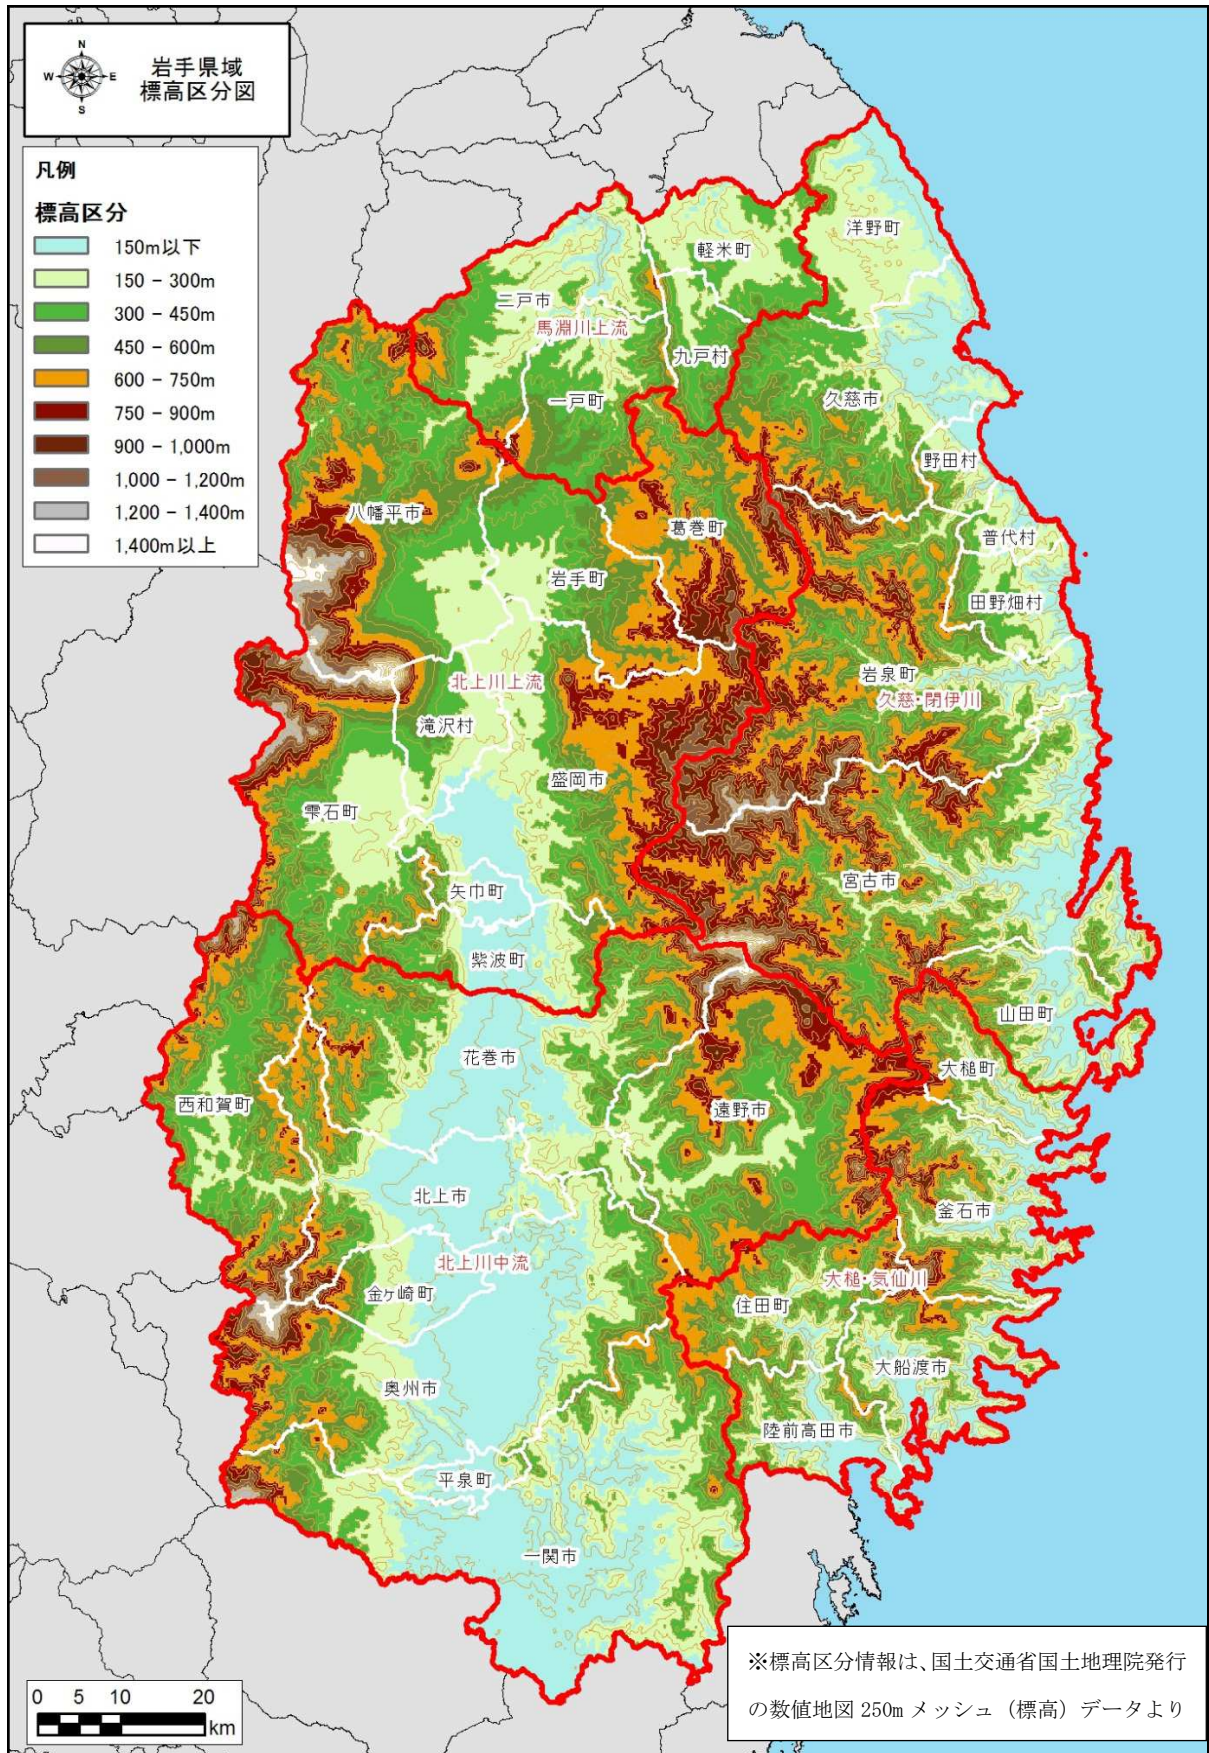 N
W
E
S
岩手県域
標高区分図
凡例
標高区分
150m以下
150 - 300m
300 - 450m
450 - 600m
600 - 750m
750 - 900m
900 - 1,000m
1,000 - 1,200m
1,200 - 1,400m
1,400m以上
洋野町
軽米町
二戸市
馬淵川上流
九戸村
一戸町
久慈市
野田村
八幡平市
葛巻町
普代村
岩手町
田野畑村
岩泉町
北上川上流
久慈・閉伊川
滝沢村
盛岡市
雫石町
宮古市
矢巾町
紫波町
山田町
花巻市
大槌町
西和賀町
遠野市
北上市
釜石市
北上川中流
大槌・気仙川
金ヶ崎町
住田町
大船渡市
奥州市
陸前高田市
平泉町
一関市
0 5 10 20
km
※標高区分情報は、国土交通省国土地理院発行
の数値地図 250m メッシュ（標高）データより